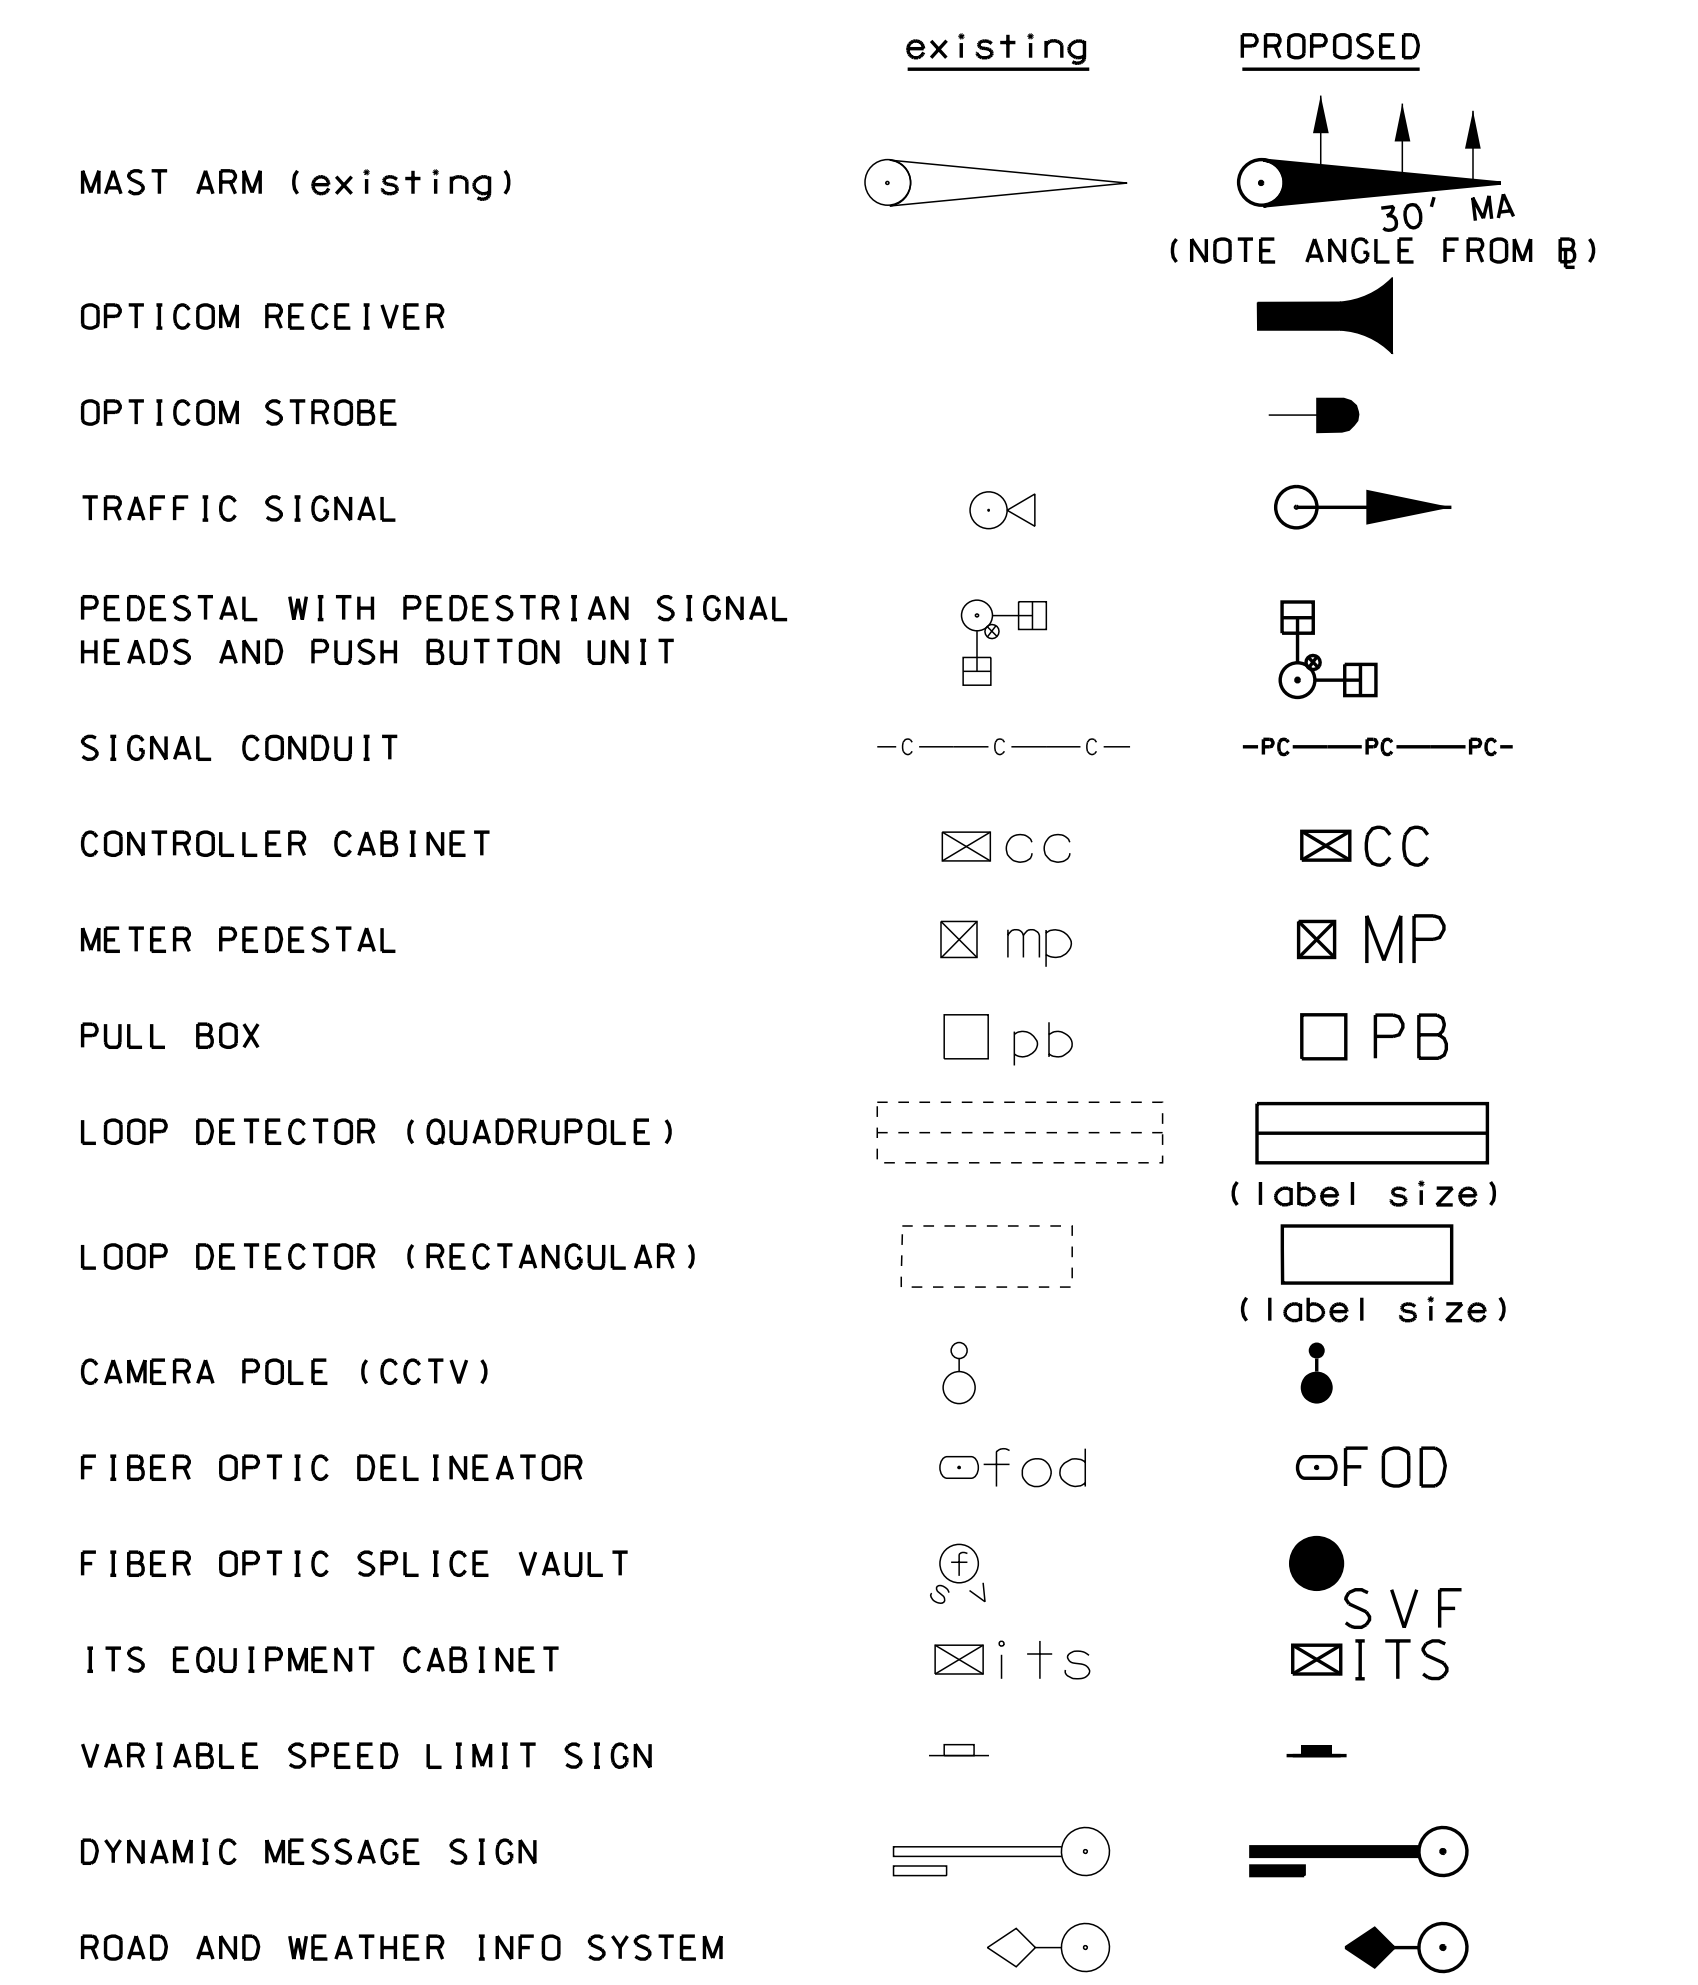 existing PROPOSED
MAST ARM (existing)
30' MA
(NOTE ANGLE FROM ℄)
OPTICOM RECEIVER
OPTICOM STROBE
TRAFFIC SIGNAL
PEDESTAL WITH PEDESTRIAN SIGNAL
HEADS AND PUSH BUTTON UNIT
SIGNAL CONDUIT C C C PC PC PC
CONTROLLER CABINET cc CC
METER PEDESTAL mp MP
PULL BOX pb PB
LOOP DETECTOR (QUADRUPOLE)
(label size)
LOOP DETECTOR (RECTANGULAR)
(label size)
CAMERA POLE (CCTV)
FIBER OPTIC DELINEATOR fod FOD
FIBER OPTIC SPLICE VAULT f
s v SVF
ITS EQUIPMENT CABINET its ITS
VARIABLE SPEED LIMIT SIGN
DYNAMIC MESSAGE SIGN
ROAD AND WEATHER INFO SYSTEM